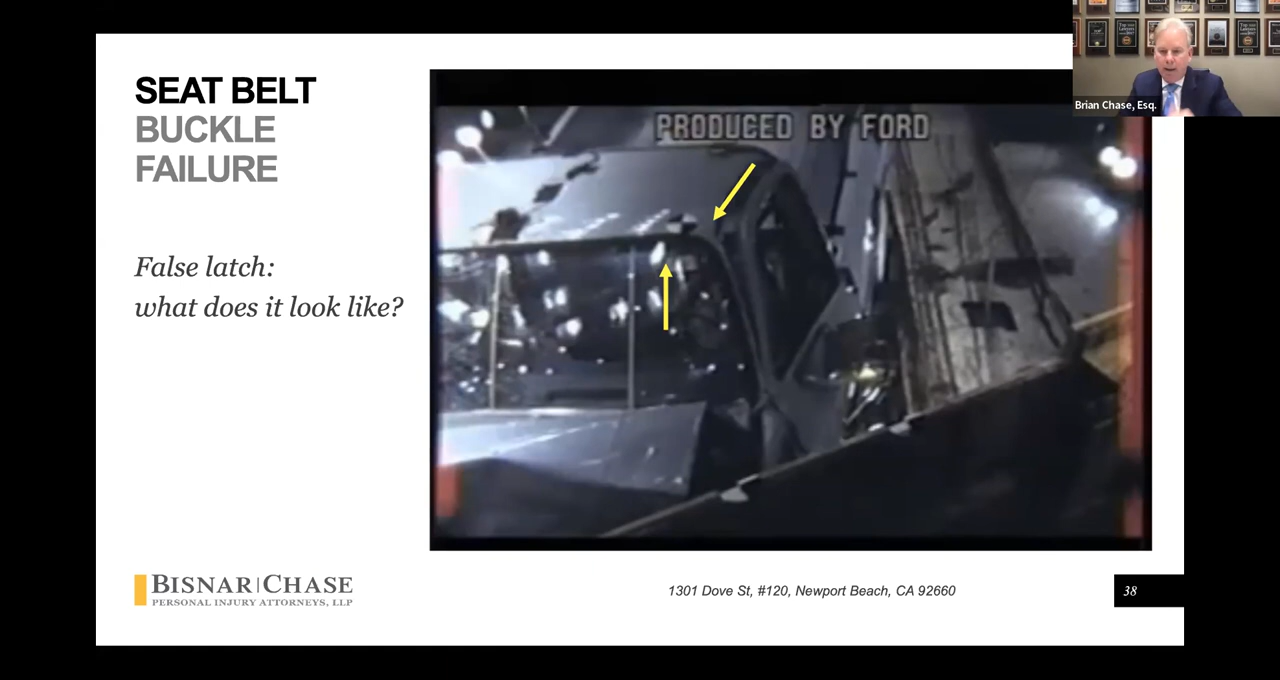 SEAT BELT
BUCKLE
FAILURE
False latch:
what does it look like?
PRODUCED BY FORD
Brian Chase, Esq.
BISNAR|CHASE
PERSONAL INJURY ATTORNEYS, LLP
1301 Dove St, #120, Newport Beach, CA 92660
38